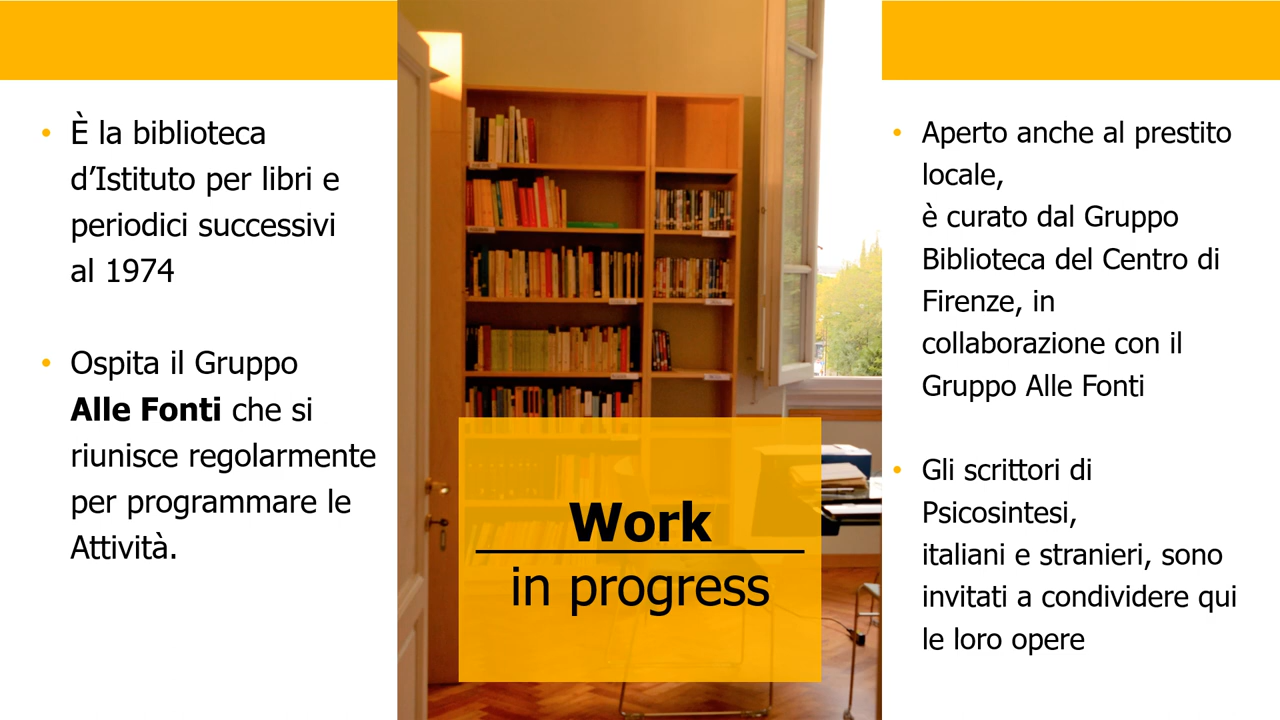 È la biblioteca
d’Istituto per libri e
periodici successivi
al 1974
Ospita il Gruppo
Alle Fonti che si
riunisce regolarmente
per programmare le
Attività.
Work
in progress
Aperto anche al prestito
locale,
è curato dal Gruppo
Biblioteca del Centro di
Firenze, in
collaborazione con il
Gruppo Alle Fonti
Gli scrittori di
Psicosintesi,
italiani e stranieri, sono
invitati a condividere qui
le loro opere